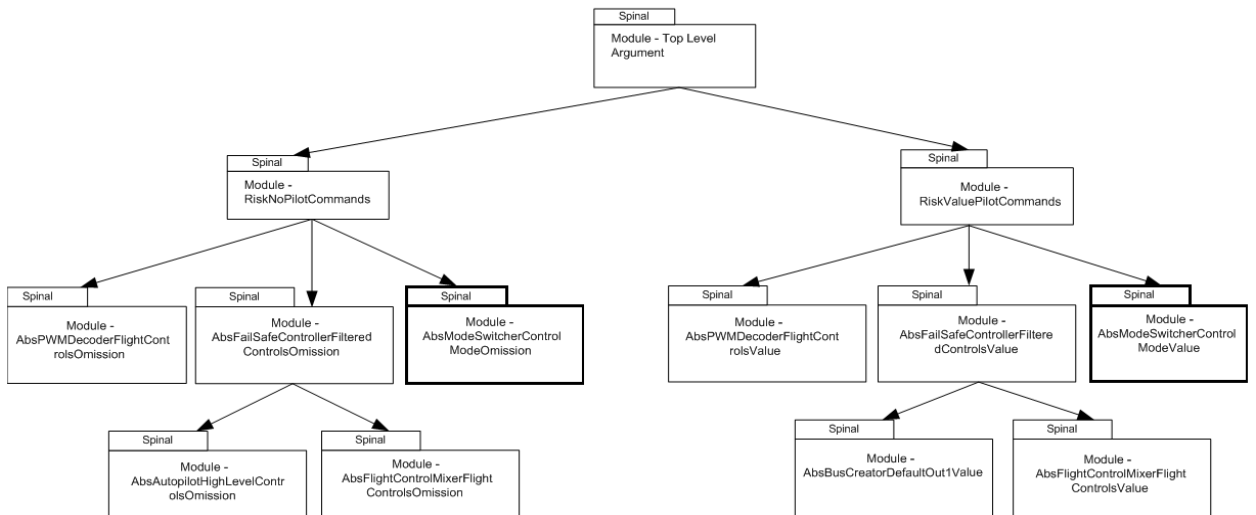 Spinal
Module - Top Level
Argument
Spinal
Module -
RiskNoPilotCommands
Spinal
Module -
RiskValuePilotCommands
Spinal
Module -
AbsPWMDecoderFlightCont
rolsOmission
Spinal
Module -
AbsFailSafeControllerFiltered
ControlsOmission
Spinal
Module -
AbsModeSwitcherControl
ModeOmission
Spinal
Module -
AbsPWMDecoderFlightCont
rolsValue
Spinal
Module -
AbsFailSafeControllerFiltere
dControlsValue
Spinal
Module -
AbsModeSwitcherControl
ModeValue
Spinal
Module -
AbsAutopilotHighLevelContr
olsOmission
Spinal
Module -
AbsFlightControlMixerFlight
ControlsOmission
Spinal
Module -
AbsBusCreatorDefaultOut1Value
Spinal
Module -
AbsFlightControlMixerFlight
ControlsValue